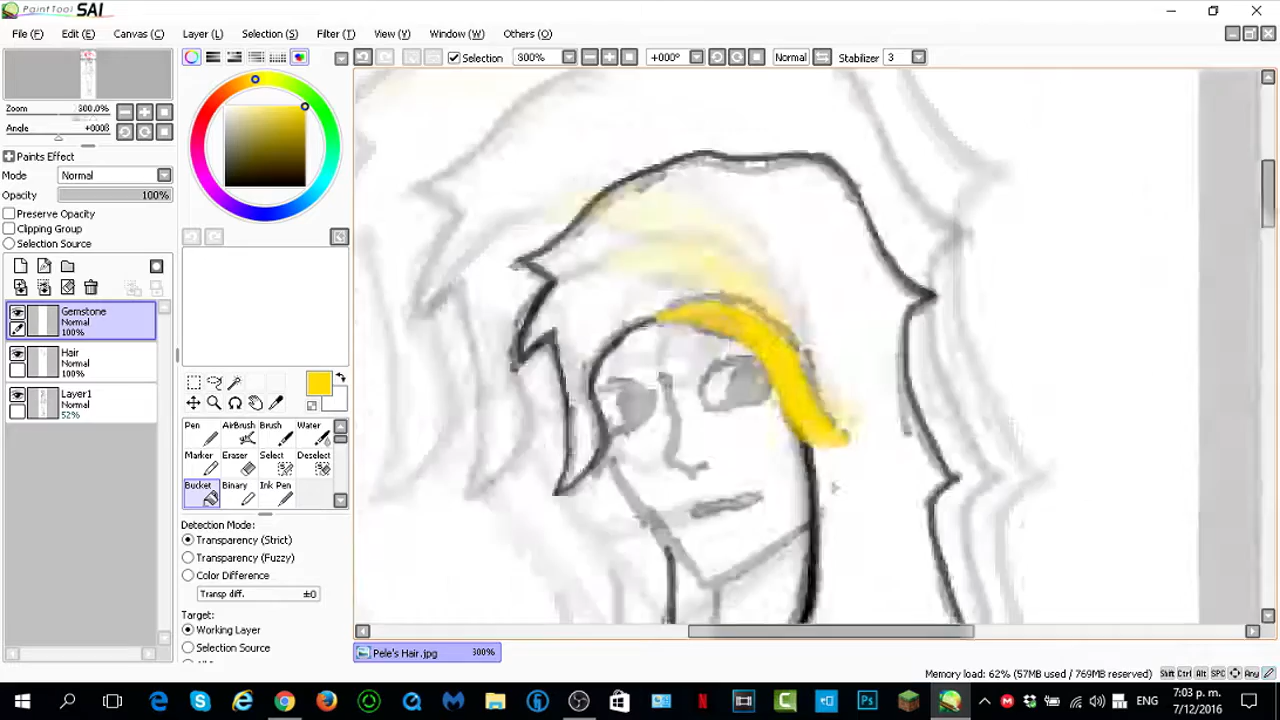 PaintTool SAI
File (F) Edit (E) Canvas (C) Layer (L) Selection (S) Filter (T) View (V) Window (W) Others (O)
Selection 300% +000° Normal Stabilizer 3
Zoom 300.0%
Angle +000θ
Paints Effect
Mode Normal
Opacity 100%
Preserve Opacity
Clipping Group
Selection Source
Gemstone
Normal
100%
Hair
Normal
100%
Layer1
Normal
52%
Pen AirBrush Brush Water
Marker Eraser Select Deselect
Bucket Binary Ink Pen
Detection Mode:
Transparency (Strict)
Transparency (Fuzzy)
Color Difference
Transp diff. ±0
Target:
Working Layer
Selection Source
Pele's Hair.jpg 300%
Memory load: 62% (57MB used / 769MB reserved) Shift Ctrl Alt SPC Any
ENG
7:03 p. m.
7/12/2016